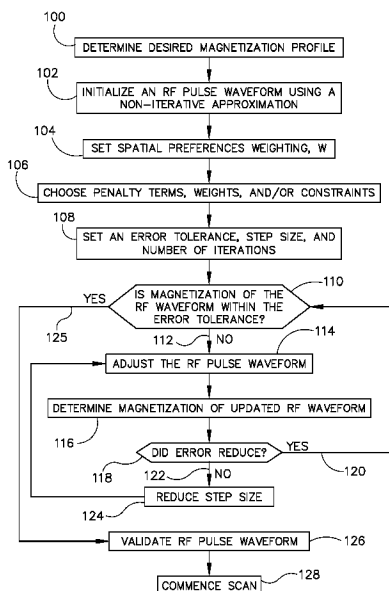 100
DETERMINE DESIRED MAGNETIZATION PROFILE
102
INITIALIZE AN RF PULSE WAVEFORM USING A
NON-ITERATIVE APPROXIMATION
104
SET SPATIAL PREFERENCES WEIGHTING, W
106
CHOOSE PENALTY TERMS, WEIGHTS, AND/OR CONSTRAINTS
108
SET AN ERROR TOLERANCE, STEP SIZE, AND
NUMBER OF ITERATIONS
110
YES
IS MAGNETIZATION OF THE
RF WAVEFORM WITHIN THE
ERROR TOLERANCE?
125
112
NO
114
ADJUST THE RF PULSE WAVEFORM
DETERMINE MAGNETIZATION OF UPDATED RF WAVEFORM
116
DID ERROR REDUCE?
YES
118
120
122
NO
REDUCE STEP SIZE
124
VALIDATE RF PULSE WAVEFORM
126
COMMENCE SCAN
128